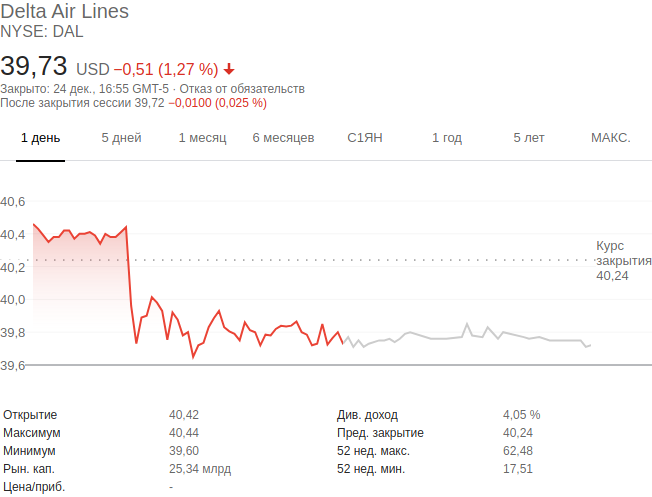 Delta Air Lines
NYSE: DAL
39,73 USD −0,51 (1,27 %)
Закрыто: 24 дек., 16:55 GMT-5 · Отказ от обязательств
После закрытия сессии 39,72 −0,0100 (0,025 %)
1 день 5 дней 1 месяц 6 месяцев С1ЯН 1 год 5 лет МАКС.
40,6
40,4
40,2
40,0
39,8
39,6
Курс
закрытия
40,24
Открытие 40,42 Див. доход 4,05 %
Максимум 40,44 Пред. закрытие 40,24
Минимум 39,60 52 нед. макс. 62,48
Рын. кап. 25,34 млрд 52 нед. мин. 17,51
Цена/приб. -